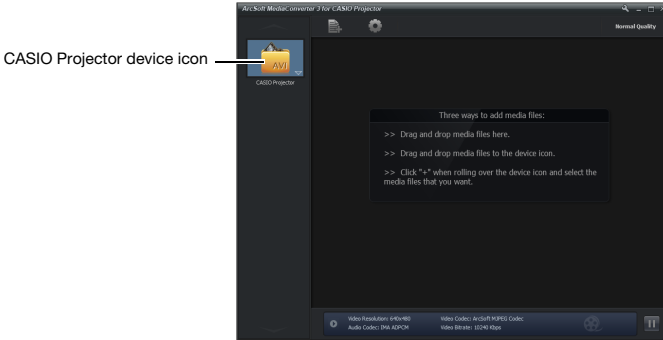 ArcSoft MediaConverter 3 for CASIO Projector
Normal Quality
CASIO Projector device icon
AVI
CASIO Projector
Three ways to add media files:
>> Drag and drop media files here.
>> Drag and drop media files to the device icon.
>> Click "+" when rolling over the device icon and select the
media files that you want.
Video Resolution: 640x480
Video Codec: ArcSoft MJPEG Codec
Audio Codec: IMA ADPCM
Video Bitrate: 10240 Kbps